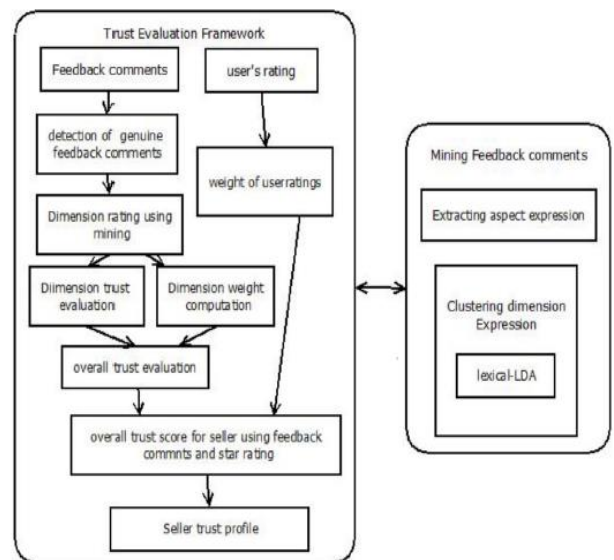 Trust Evaluation Framework
Feedback comments
user's rating
detection of genuine
feedback comments
weight of userratings
Dimension rating using
mining
Diimension trust
evaluation
Dimension weight
computation
overall trust evaluation
overall trust score for seller using feedback
commnts and star rating
Seller trust profile
Mining Feedback comments
Extracting aspect expression
Clustering dimension
Expression
lexical-LDA